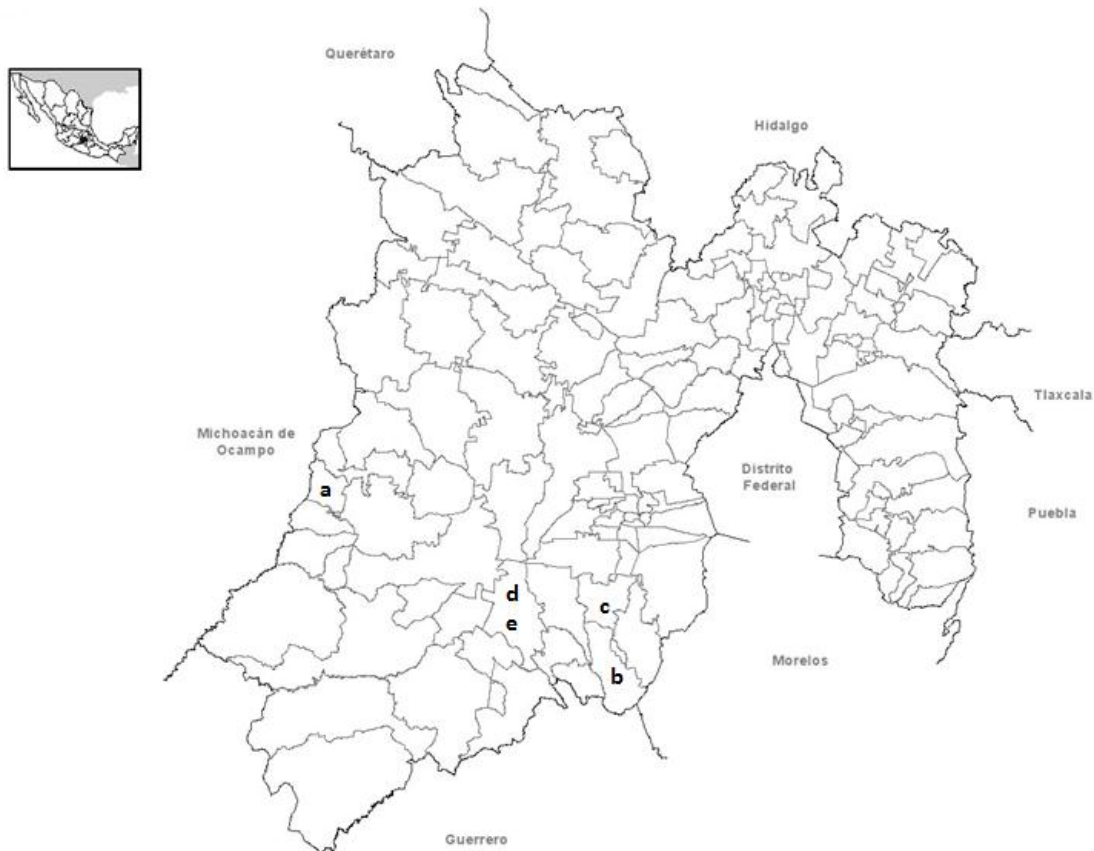 Querétaro
Hidalgo
Tlaxcala
Michoacán de
Ocampo
Distrito
Federal
a
Puebla
d
c
e
Morelos
b
Guerrero